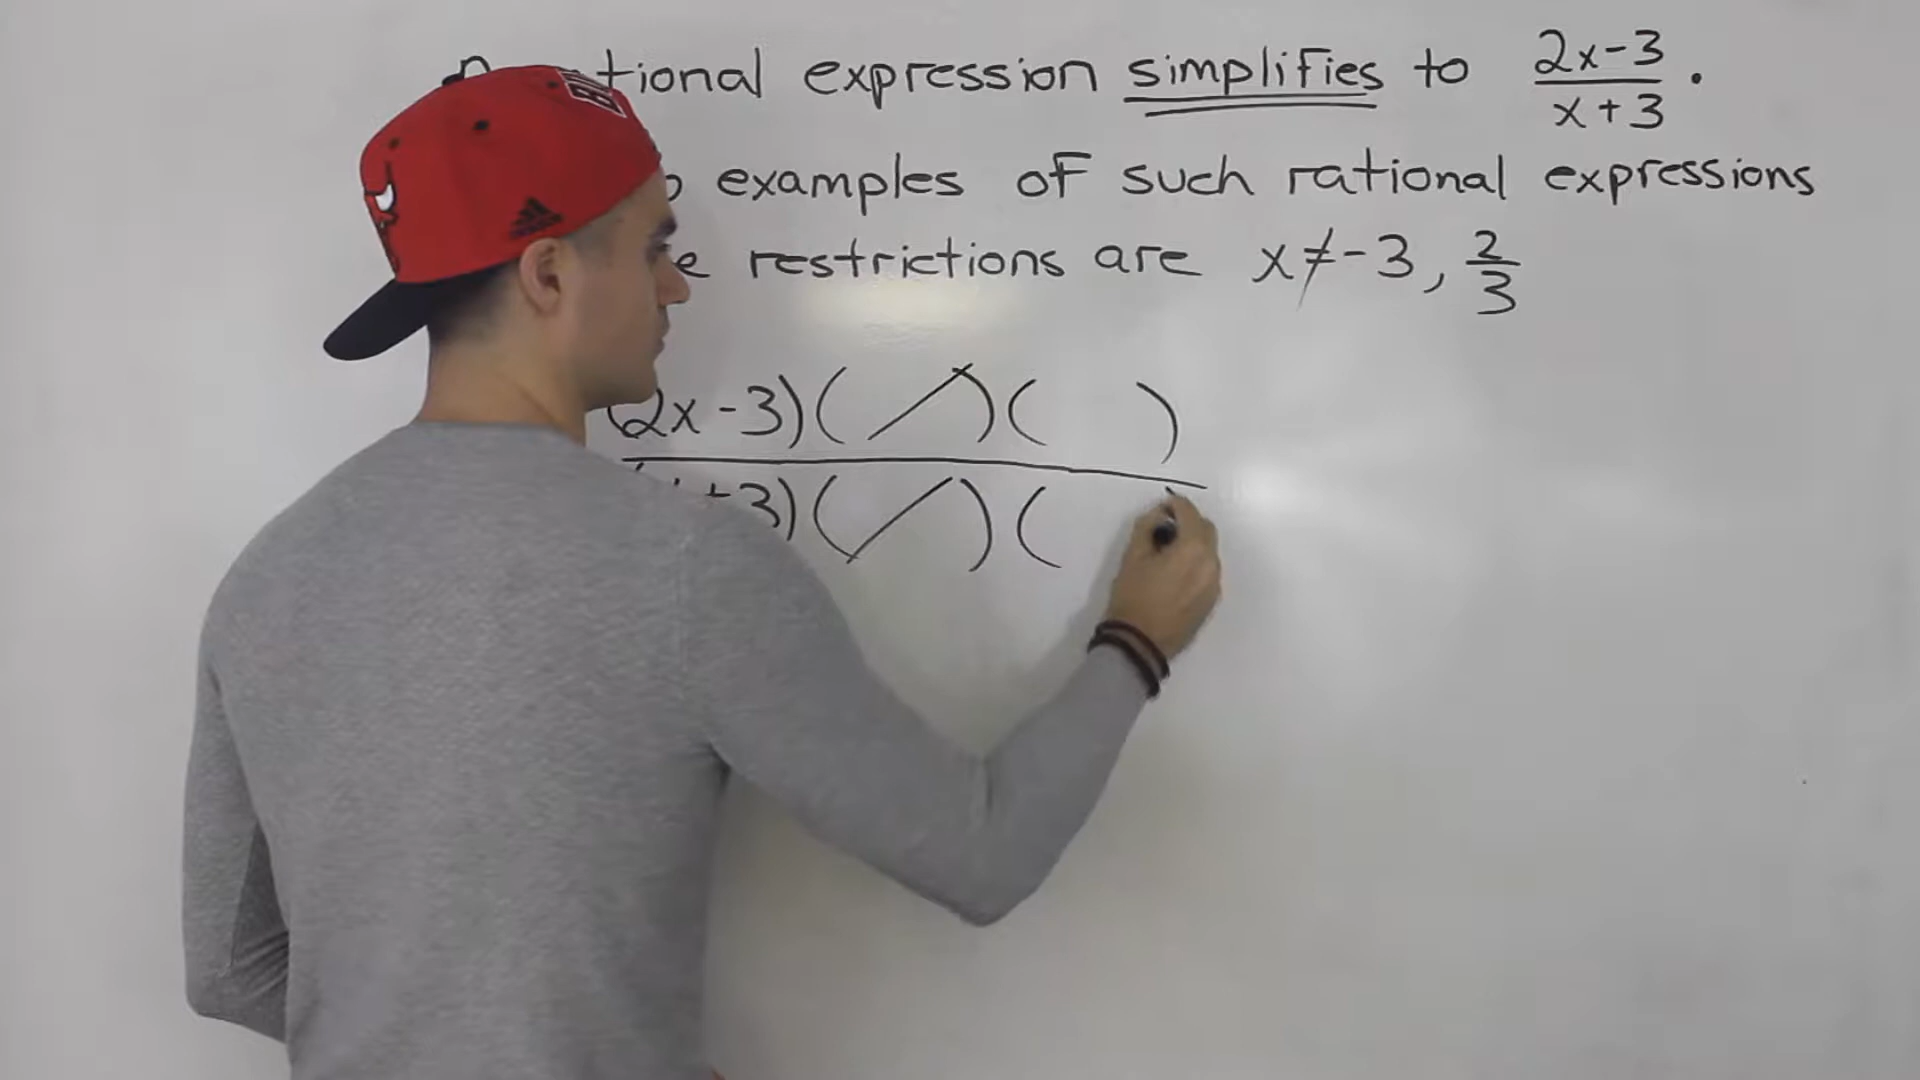 tional expression simplifies to 2x-3/x+3.
examples of such rational expressions
restrictions are x≠-3, 2/3
(2x-3)( )( )
+3)( )(